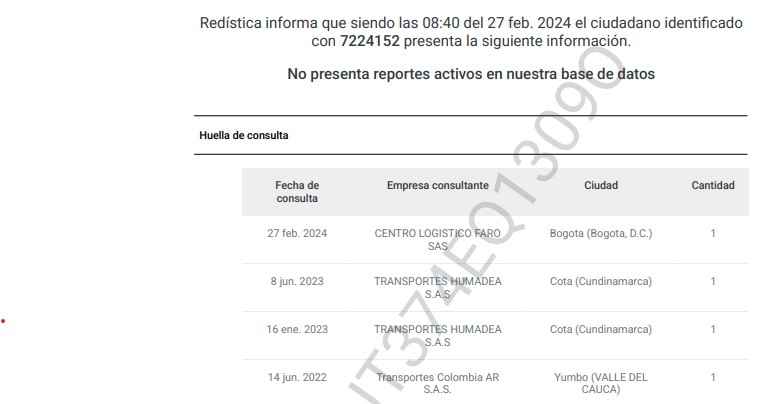 Redística informa que siendo las 08:40 del 27 feb. 2024 el ciudadano identificado
con 7224152 presenta la siguiente información.
No presenta reportes activos en nuestra base de datos
Huella de consulta
Fecha de consulta Empresa consultante Ciudad Cantidad
27 feb. 2024 CENTRO LOGISTICO FARO SAS Bogota (Bogota, D.C.) 1
8 jun. 2023 TRANSPORTES HUMADEA S.A.S Cota (Cundinamarca) 1
16 ene. 2023 TRANSPORTES HUMADEA S.A.S Cota (Cundinamarca) 1
14 jun. 2022 Transportes Colombia AR S.A.S. Yumbo (VALLE DEL CAUCA) 1